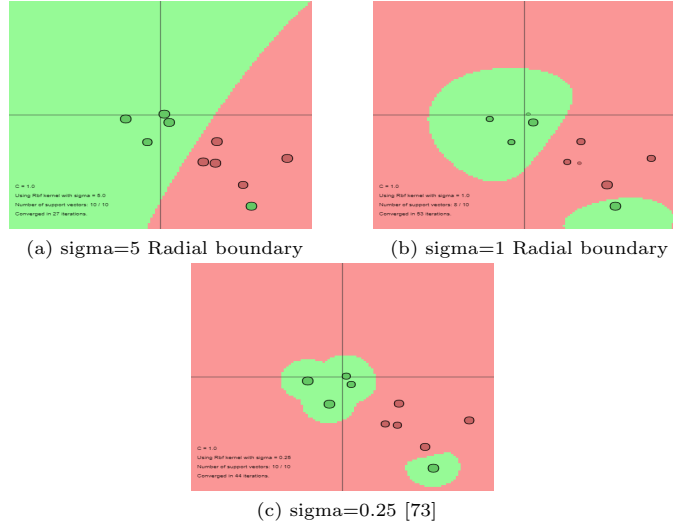 C = 1.0
Using Rbf kernel with sigma = 5.0
Number of support vectors: 10 / 10
Converged in 27 iterations.
(a) sigma=5 Radial boundary
C = 1.0
Using Rbf kernel with sigma = 1.0
Number of support vectors: 8 / 10
Converged in 53 iterations.
(b) sigma=1 Radial boundary
C = 1.0
Using Rbf kernel with sigma = 0.25
Number of support vectors: 10 / 10
Converged in 44 iterations.
(c) sigma=0.25 [73]